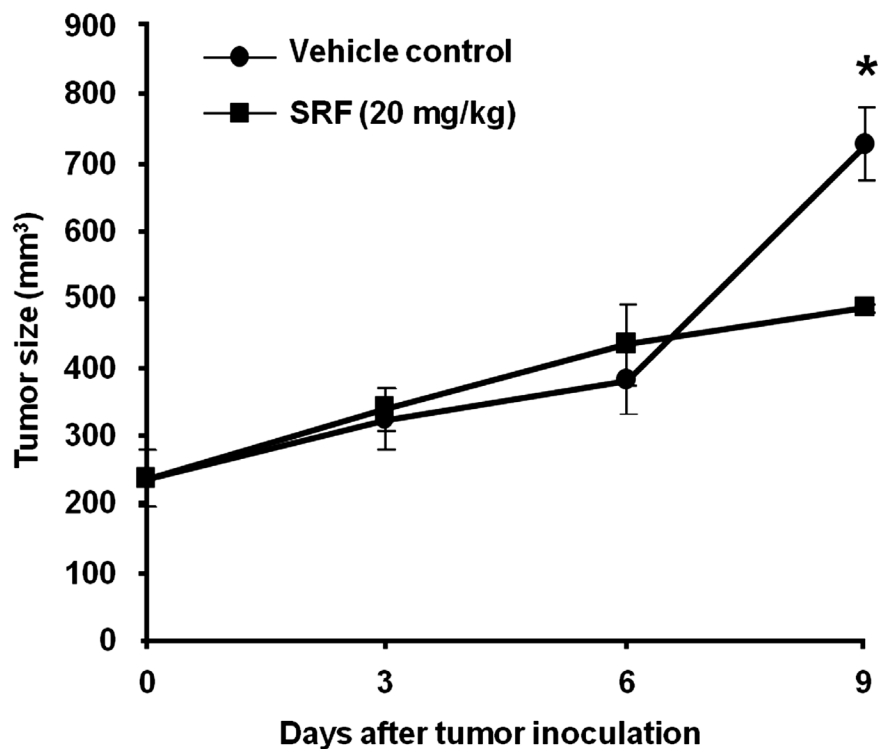 900
800
700
600
500
400
300
200
100
0
Tumor size (mm³)
Vehicle control
SRF (20 mg/kg)
*
0 3 6 9
Days after tumor inoculation